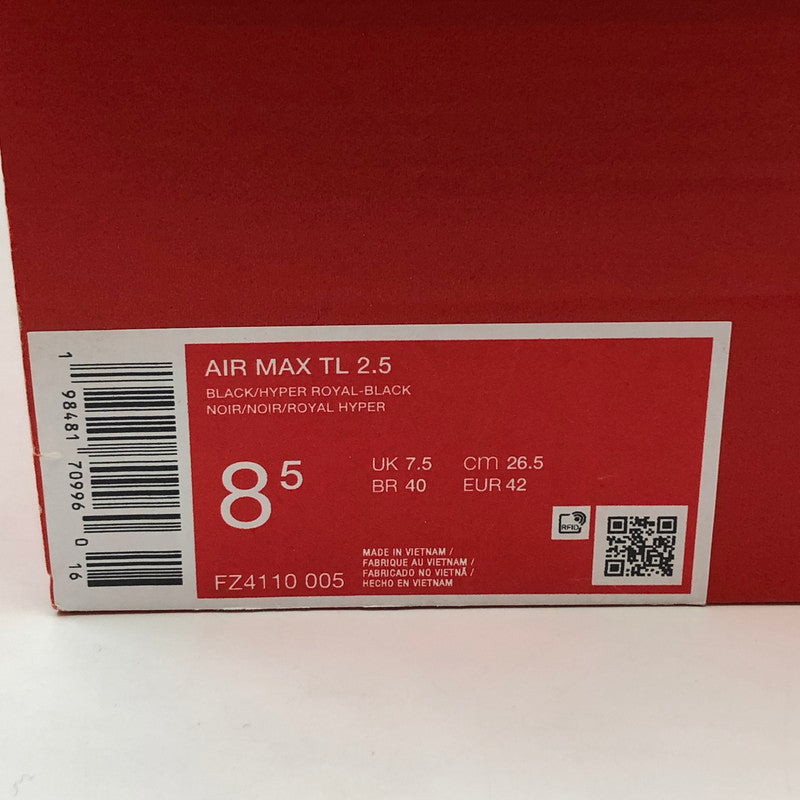 AIR MAX TL 2.5
BLACK/HYPER ROYAL-BLACK
NOIR/NOIR/ROYAL HYPER
8 5
UK 7.5 cm 26.5
BR 40 EUR 42
RFID
FZ4110 005
MADE IN VIETNAM /
FABRIQUE AU VIETNAM /
FABRICADO NO VIETNÃ /
HECHO EN VIETNAM
1 98481 70996 0 16